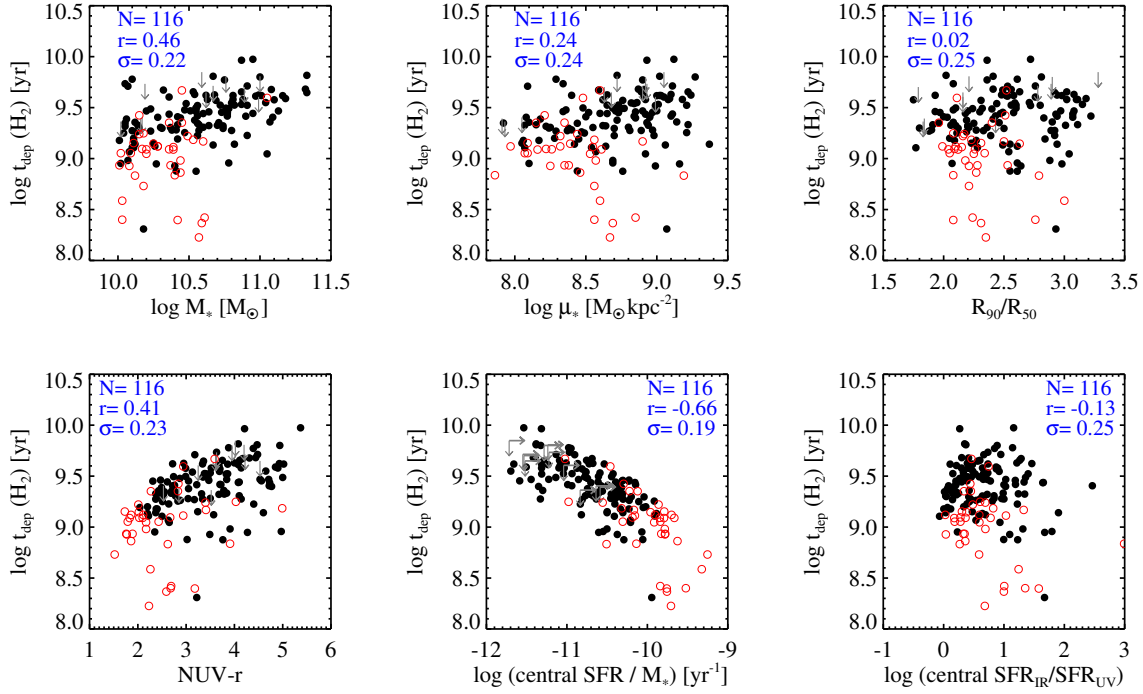 N= 116
r= 0.46
σ= 0.22
10.5
10.0
9.5
9.0
8.5
8.0
log t_dep (H₂) [yr]
10.0 10.5 11.0 11.5
log M* [M⊙]
N= 116
r= 0.24
σ= 0.24
10.5
10.0
9.5
9.0
8.5
8.0
log t_dep (H₂) [yr]
8.0 8.5 9.0 9.5
log μ* [M⊙ kpc⁻²]
N= 116
r= 0.02
σ= 0.25
10.5
10.0
9.5
9.0
8.5
8.0
log t_dep (H₂) [yr]
1.5 2.0 2.5 3.0 3.5
R₉₀/R₅₀
N= 116
r= 0.41
σ= 0.23
10.5
10.0
9.5
9.0
8.5
8.0
log t_dep (H₂) [yr]
1 2 3 4 5 6
NUV-r
N= 116
r= -0.66
σ= 0.19
10.5
10.0
9.5
9.0
8.5
8.0
log t_dep (H₂) [yr]
-12 -11 -10 -9
log (central SFR / M*) [yr⁻¹]
N= 116
r= -0.13
σ= 0.25
10.5
10.0
9.5
9.0
8.5
8.0
log t_dep (H₂) [yr]
-1 0 1 2 3
log (central SFR_IR/SFR_UV)